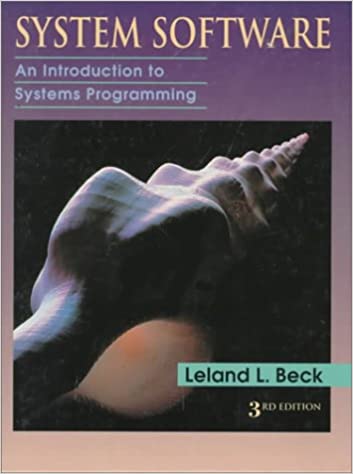 SYSTEM SOFTWARE
An Introduction to
Systems Programming
Leland L. Beck
3RD EDITION